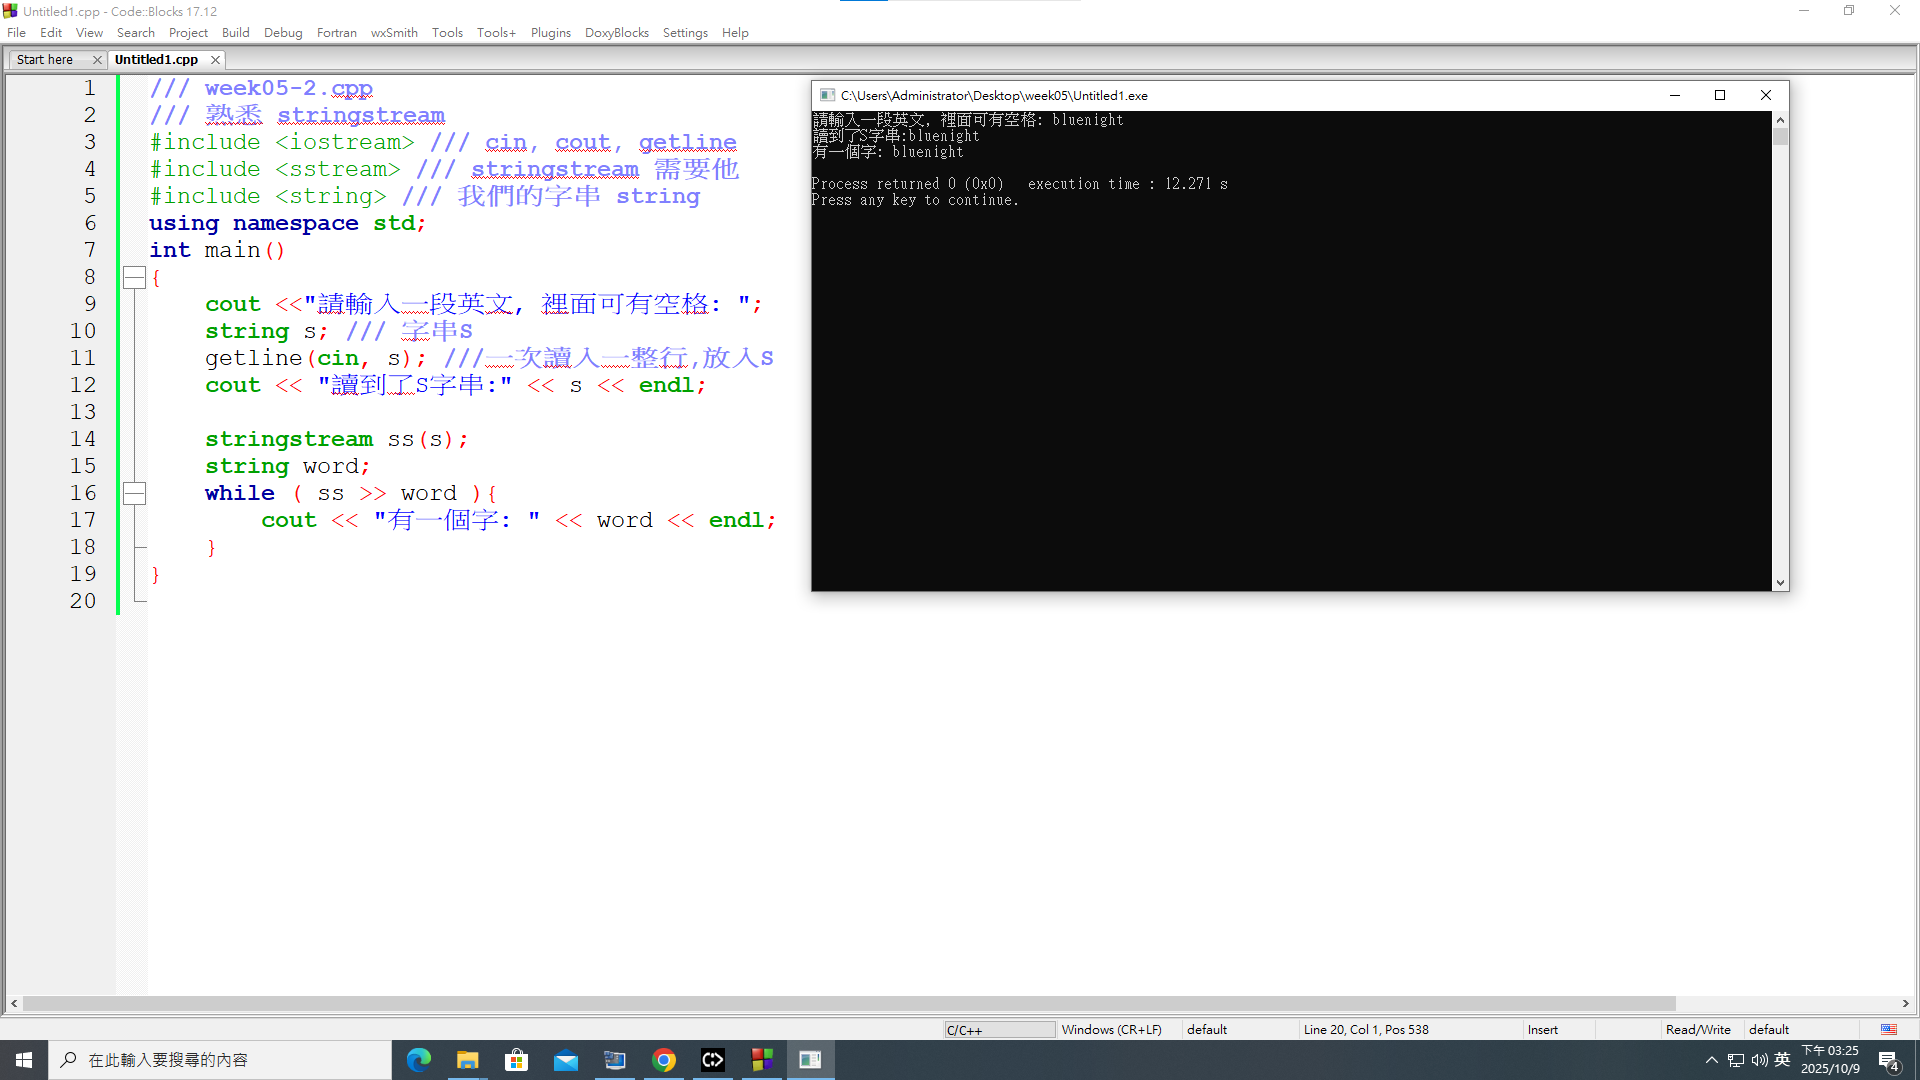 Untitled1.cpp - Code::Blocks 17.12
File Edit View Search Project Build Debug Fortran wxSmith Tools Tools+ Plugins DoxyBlocks Settings Help
Start here Untitled1.cpp
1 /// week05-2.cpp
2 /// 熟悉 stringstream
3 #include <iostream> /// cin, cout, getline
4 #include <sstream> /// stringstream 需要他
5 #include <string> /// 我們的字串 string
6 using namespace std;
7 int main()
8 {
9 cout <<"請輸入一段英文, 裡面可有空格: ";
10 string s; /// 字串S
11 getline(cin, s); ///一次讀入一整行,放入S
12 cout << "讀到了S字串:" << s << endl;
13
14 stringstream ss(s);
15 string word;
16 while ( ss >> word ){
17 cout << "有一個字: " << word << endl;
18 }
19 }
20
C:\Users\Administrator\Desktop\week05\Untitled1.exe
請輸入一段英文, 裡面可有空格: bluenight
讀到了S字串:bluenight
有一個字: bluenight
Process returned 0 (0x0)   execution time : 12.271 s
Press any key to continue.
C/C++ Windows (CR+LF) default Line 20, Col 1, Pos 538 Insert Read/Write default
在此輸入要搜尋的內容
英
下午 03:25
2025/10/9
4